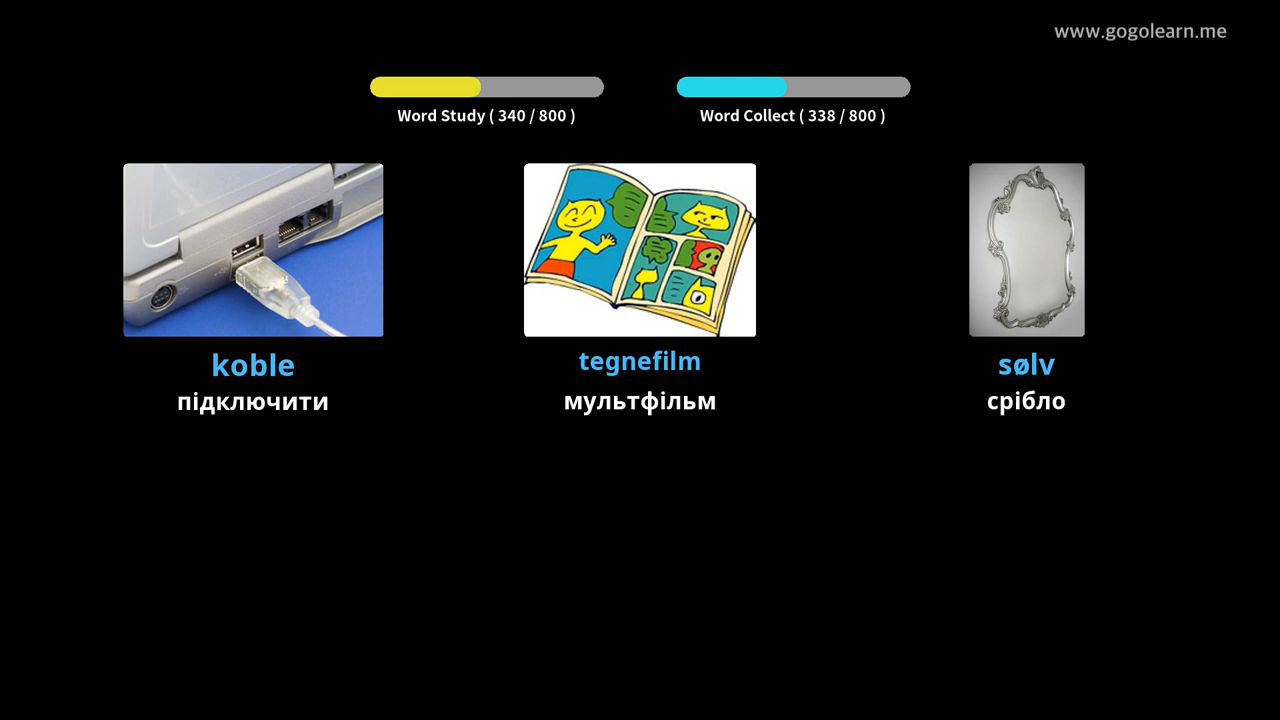 www.gogolearn.me
Word Study ( 340 / 800 )
Word Collect ( 338 / 800 )
koble
tegnefilm
sølv
підключити
мультфільм
срібло